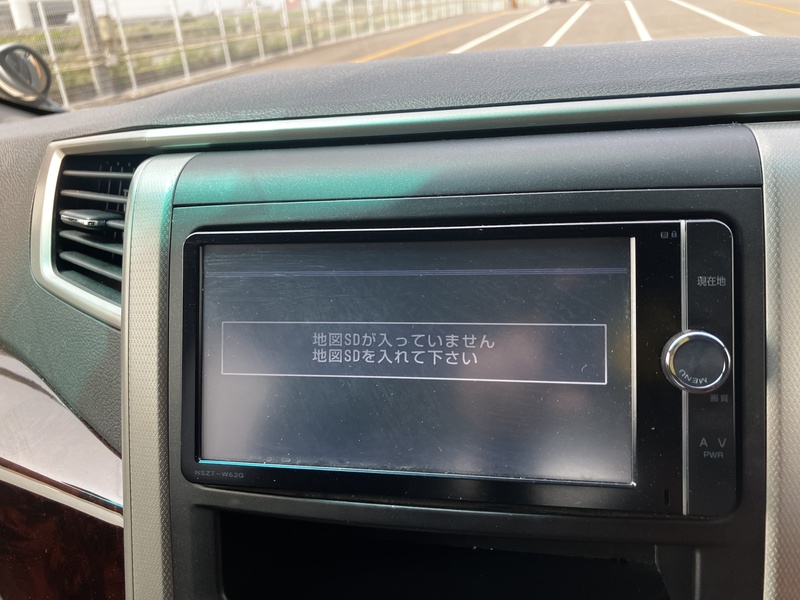 現在地
地図SDが入っていません
地図SDを入れて下さい
MENU
画質
A V
PWR
NSZT-W62G